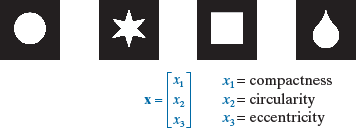 x₁ x₁ = compactness
x = x₂ x₂ = circularity
x₃ x₃ = eccentricity